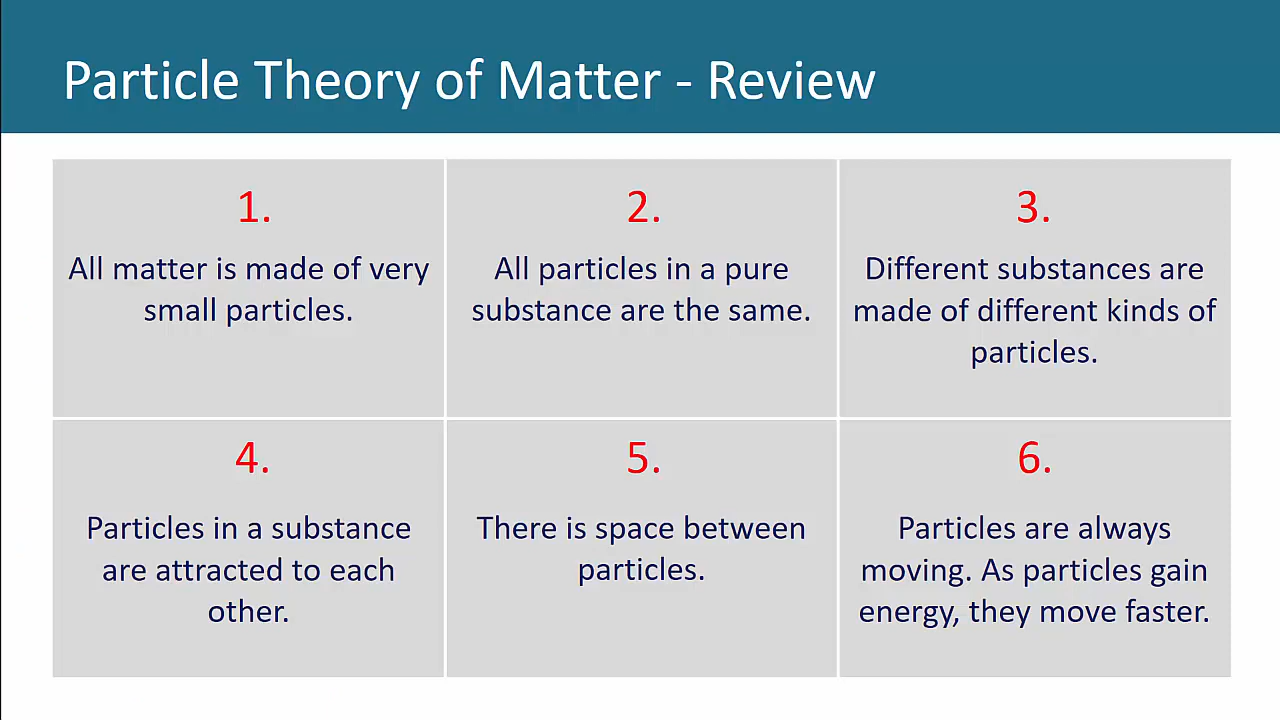 Particle Theory of Matter - Review
1.
All matter is made of very
small particles.
2.
All particles in a pure
substance are the same.
3.
Different substances are
made of different kinds of
particles.
4.
Particles in a substance
are attracted to each
other.
5.
There is space between
particles.
6.
Particles are always
moving. As particles gain
energy, they move faster.